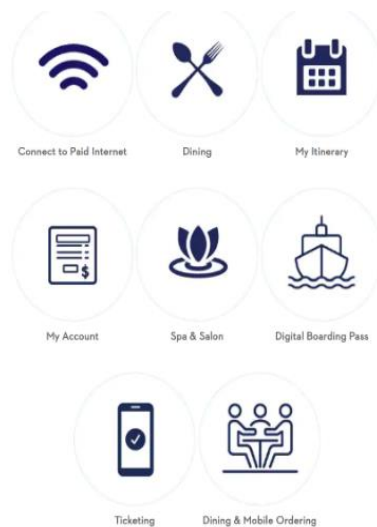 Connect to Paid Internet
Dining
My Itinerary
$
My Account
Spa & Salon
Digital Boarding Pass
Ticketing
Dining & Mobile Ordering